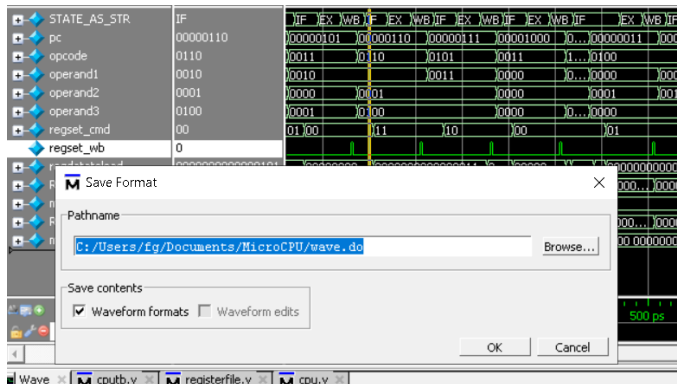 STATE_AS_STR IF IF EX WB IF EX WB IF EX WB IF EX WB IF EX WB IF
pc 00000110 00000101 00000110 00000111 00001000 0... 00000011
opcode 0110 0011 0110 0101 0011 1... 0100
operand1 0010 0010 0011 0000 0... 0000
operand2 0001 0000 0001 0000 0001
operand3 0100 0001 0100 0000 0... 0000
regset_cmd 00 01 00 11 10 00 01
regset_wb 0
Save Format
Pathname
C:/Users/fg/Documents/MicroCPU/wave.do
Browse...
Save contents
Waveform formats Waveform edits
500 ps
OK Cancel
Wave cputb.v registerfile.v cpu.v